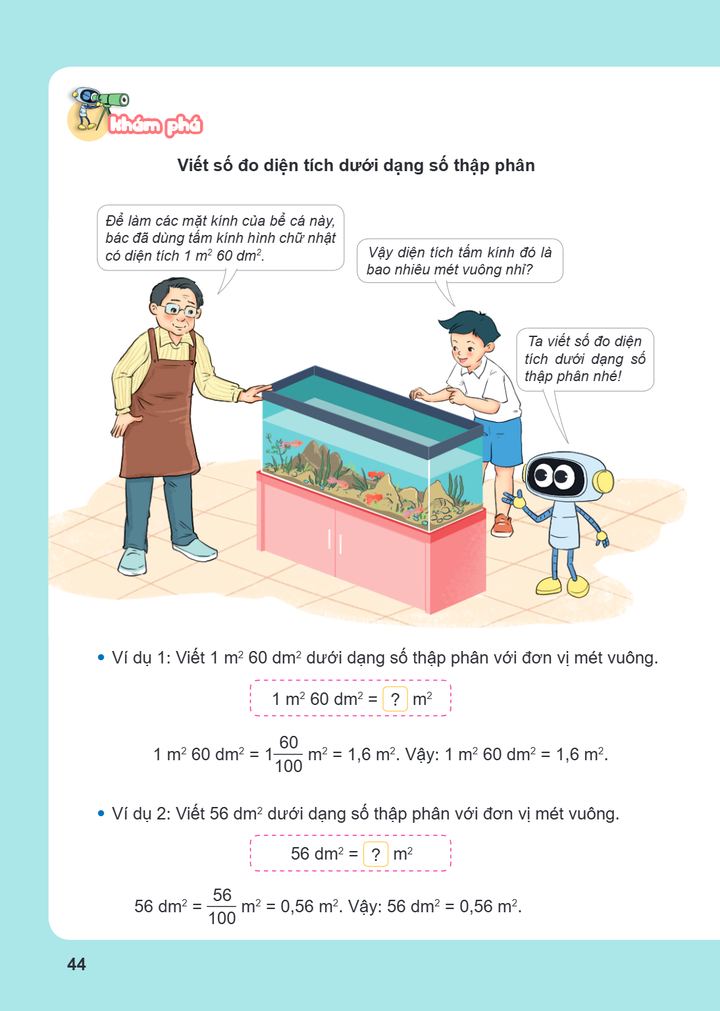 khám phá
Viết số đo diện tích dưới dạng số thập phân
Để làm các mặt kính của bể cá này,
bác đã dùng tấm kính hình chữ nhật
có diện tích 1 m² 60 dm².
Vậy diện tích tấm kính đó là
bao nhiêu mét vuông nhỉ?
Ta viết số đo diện
tích dưới dạng số
thập phân nhé!
• Ví dụ 1: Viết 1 m² 60 dm² dưới dạng số thập phân với đơn vị mét vuông.
1 m² 60 dm² = ? m²
1 m² 60 dm² = 1 60/100 m² = 1,6 m². Vậy: 1 m² 60 dm² = 1,6 m².
• Ví dụ 2: Viết 56 dm² dưới dạng số thập phân với đơn vị mét vuông.
56 dm² = ? m²
56 dm² = 56/100 m² = 0,56 m². Vậy: 56 dm² = 0,56 m².
44